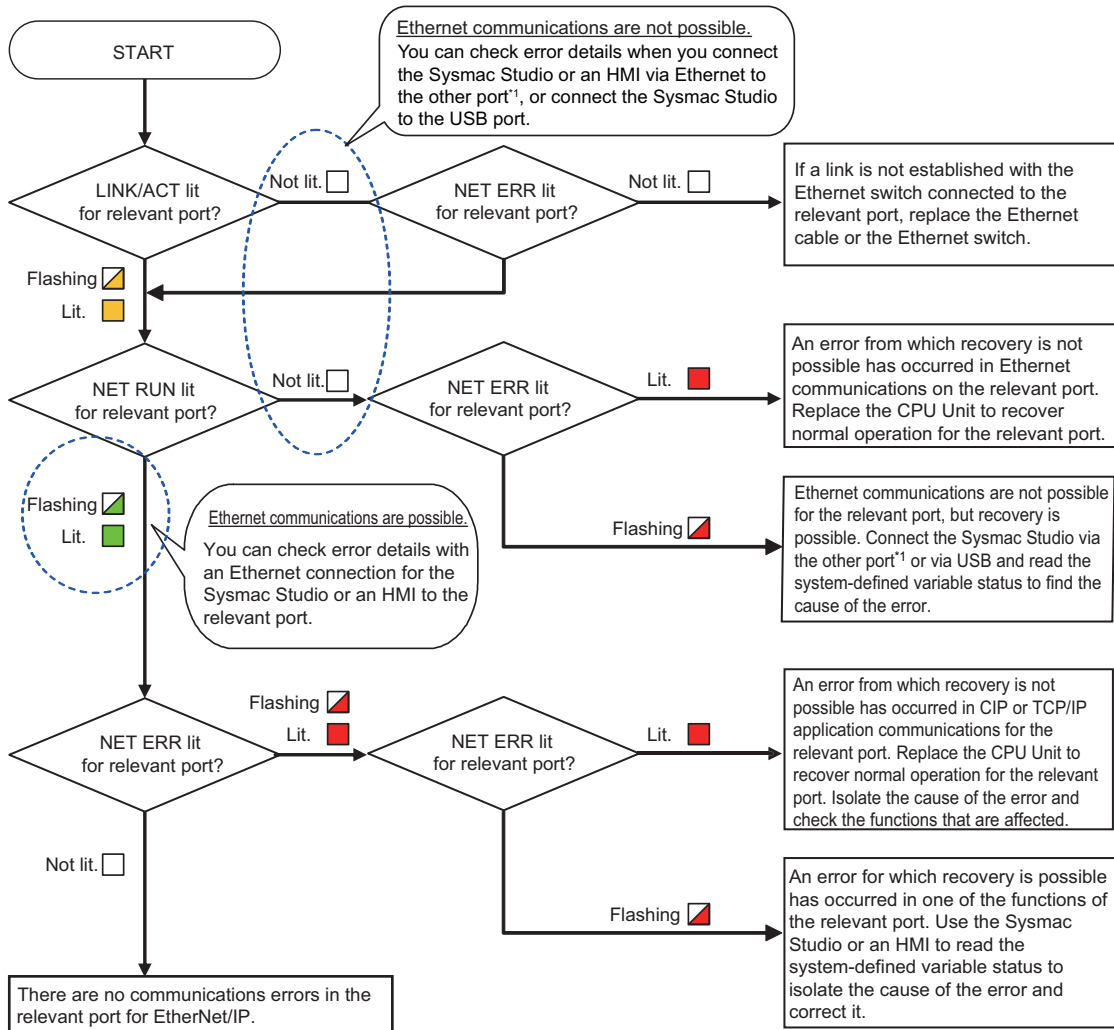 START
Ethernet communications are not possible.
You can check error details when you connect
the Sysmac Studio or an HMI via Ethernet to
the other port*1, or connect the Sysmac Studio
to the USB port.
LINK/ACT lit
for relevant port?
Not lit.
NET ERR lit
for relevant port?
Not lit.
If a link is not established with the
Ethernet switch connected to the
relevant port, replace the Ethernet
cable or the Ethernet switch.
Flashing
Lit.
NET RUN lit
for relevant port?
Not lit.
NET ERR lit
for relevant port?
Lit.
An error from which recovery is not
possible has occurred in Ethernet
communications on the relevant port.
Replace the CPU Unit to recover
normal operation for the relevant port.
Flashing
Lit.
Ethernet communications are possible.
You can check error details with
an Ethernet connection for the
Sysmac Studio or an HMI to the
relevant port.
Flashing
Ethernet communications are not possible
for the relevant port, but recovery is
possible. Connect the Sysmac Studio via
the other port*1 or via USB and read the
system-defined variable status to find the
cause of the error.
NET ERR lit
for relevant port?
Flashing
Lit.
NET ERR lit
for relevant port?
Lit.
An error from which recovery is not
possible has occurred in CIP or TCP/IP
application communications for the
relevant port. Replace the CPU Unit to
recover normal operation for the relevant
port. Isolate the cause of the error and
check the functions that are affected.
Not lit.
Flashing
An error for which recovery is possible
has occurred in one of the functions of
the relevant port. Use the Sysmac
Studio or an HMI to read the
system-defined variable status to
isolate the cause of the error and
correct it.
There are no communications errors in the
relevant port for EtherNet/IP.